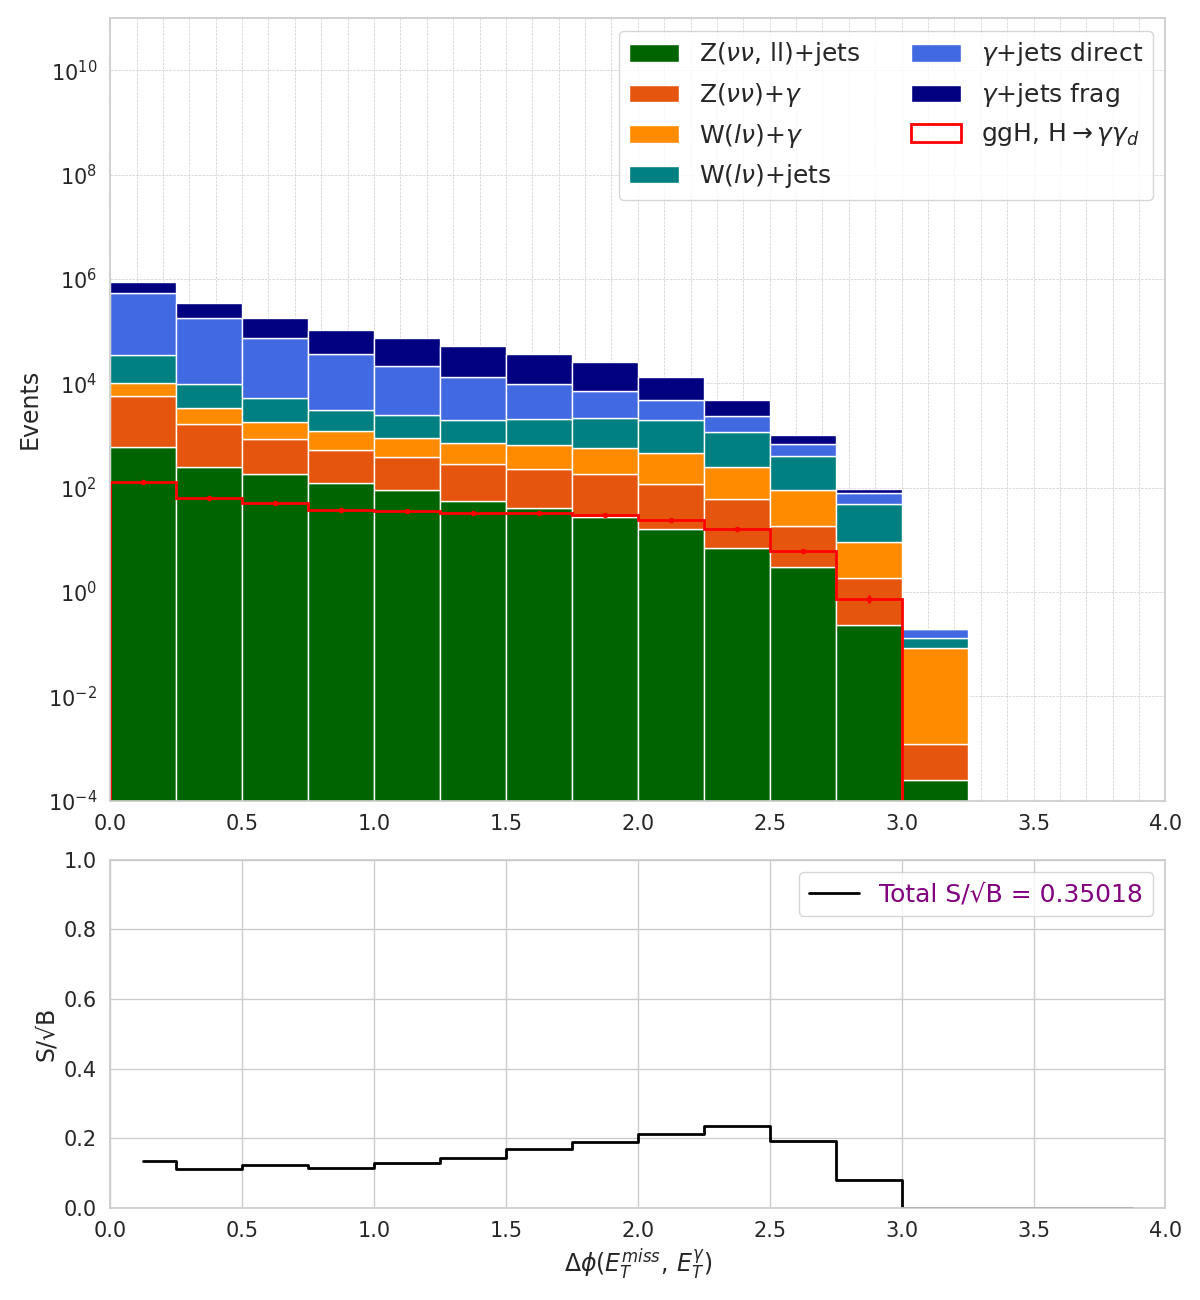 Z(νν, ll)+jets
Z(νν)+γ
W(lν)+γ
W(lν)+jets
γ+jets direct
γ+jets frag
ggH, H→γγ_d
Events
10^10
10^8
10^6
10^4
10^2
10^0
10^−2
10^−4
0.0 0.5 1.0 1.5 2.0 2.5 3.0 3.5 4.0
Total S/√B = 0.35018
S/√B
1.0
0.8
0.6
0.4
0.2
0.0
0.0 0.5 1.0 1.5 2.0 2.5 3.0 3.5 4.0
Δϕ(E_T^miss, E_T^γ)